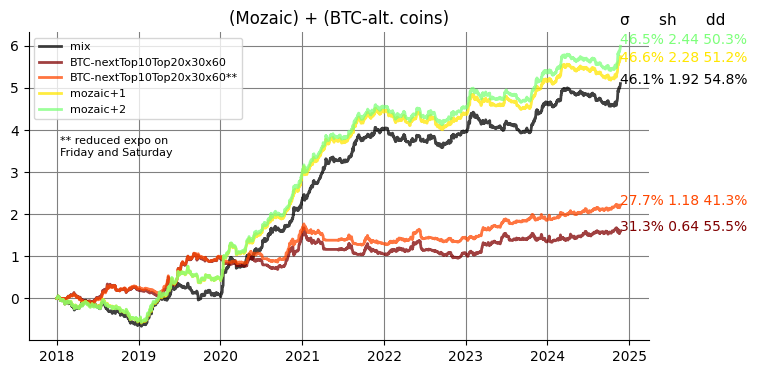 (Mozaic) + (BTC-alt. coins)
σ sh dd
46.5% 2.44 50.3%
46.6% 2.28 51.2%
46.1% 1.92 54.8%
27.7% 1.18 41.3%
31.3% 0.64 55.5%
mix
BTC-nextTop10Top20x30x60
BTC-nextTop10Top20x30x60**
mozaic+1
mozaic+2
** reduced expo on
Friday and Saturday
6
5
4
3
2
1
0
2018 2019 2020 2021 2022 2023 2024 2025